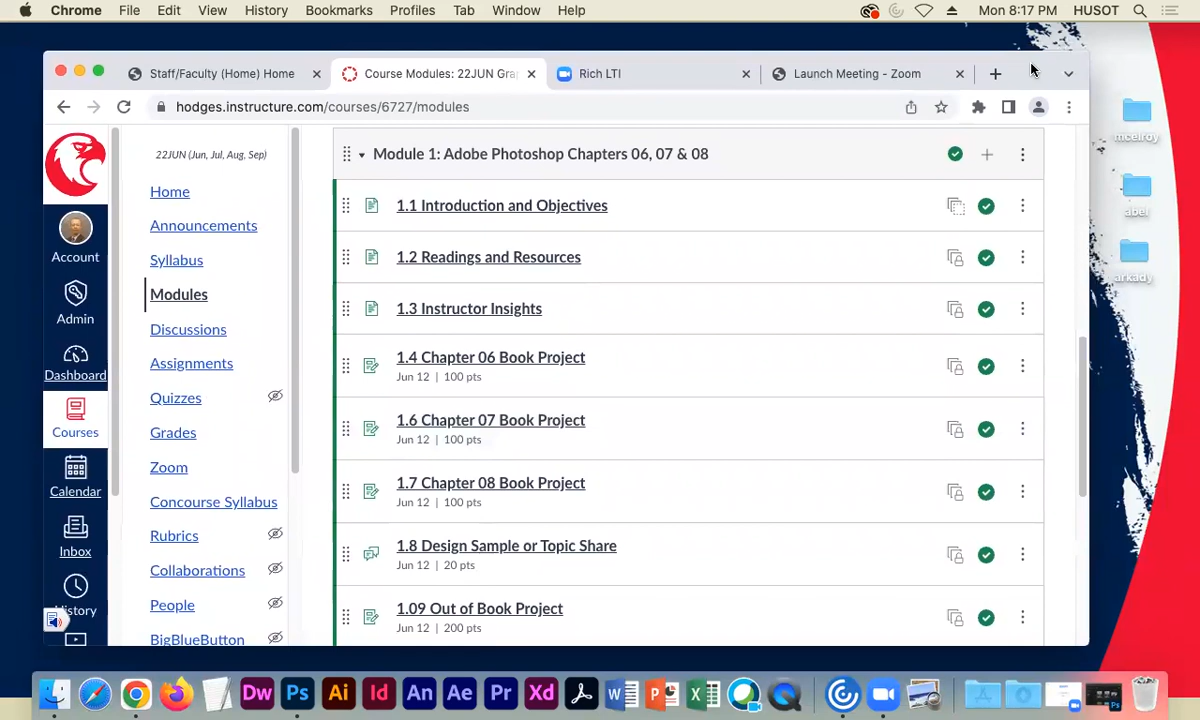 Chrome File Edit View History Bookmarks Profiles Tab Window Help Mon 8:17 PM HUSOT
Staff/Faculty (Home) Home Course Modules: 22JUN Gra Rich LTI Launch Meeting - Zoom
hodges.instructure.com/courses/6727/modules
mcelroy
abel
arkady
Account
Admin
Dashboard
Courses
Calendar
Inbox
History
22JUN (Jun, Jul, Aug, Sep)
Home
Announcements
Syllabus
Modules
Discussions
Assignments
Quizzes
Grades
Zoom
Concourse Syllabus
Rubrics
Collaborations
People
BigBlueButton
Module 1: Adobe Photoshop Chapters 06, 07 & 08
1.1 Introduction and Objectives
1.2 Readings and Resources
1.3 Instructor Insights
1.4 Chapter 06 Book Project
Jun 12 | 100 pts
1.6 Chapter 07 Book Project
Jun 12 | 100 pts
1.7 Chapter 08 Book Project
Jun 12 | 100 pts
1.8 Design Sample or Topic Share
Jun 12 | 20 pts
1.09 Out of Book Project
Jun 12 | 200 pts
Dw Ps Ai Id An Ae Pr Xd W P X